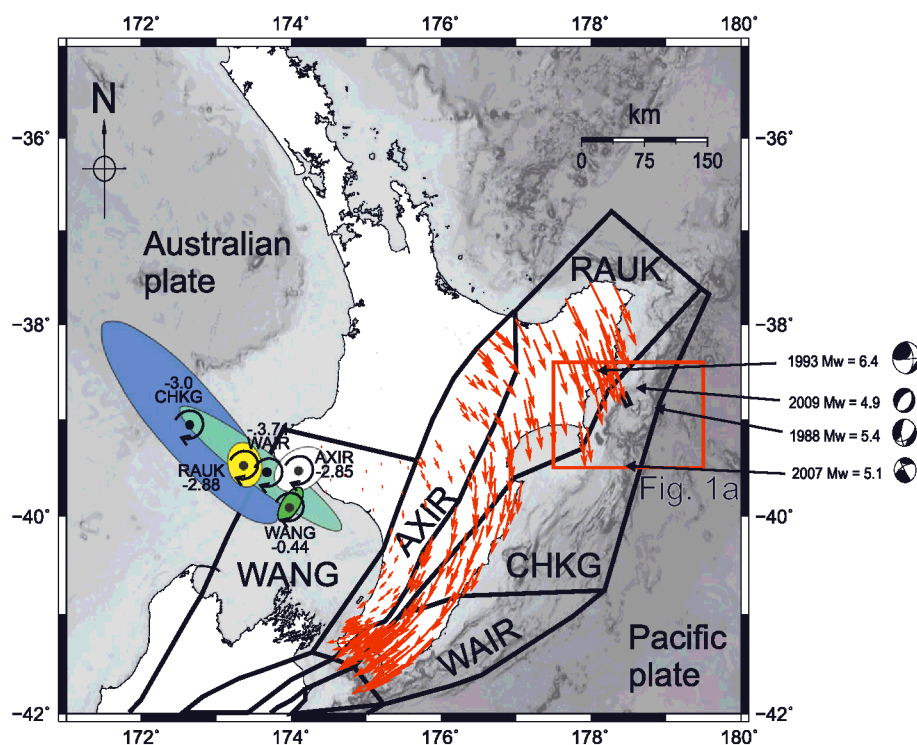 172° 174° 176° 178° 180°
−36°
−38°
−40°
−42°
N
km
0 75 150
Australian
plate
RAUK
1993 Mw = 6.4
2009 Mw = 4.9
1988 Mw = 5.4
2007 Mw = 5.1
-3.0
CHKG
-3.7
WAIR
RAUK
-2.88
AXIR
-2.85
WANG
-0.44
Fig. 1a
AXIR
WANG
CHKG
WAIR
Pacific
plate
−36°
−38°
−40°
−42°
172° 174° 176° 178° 180°